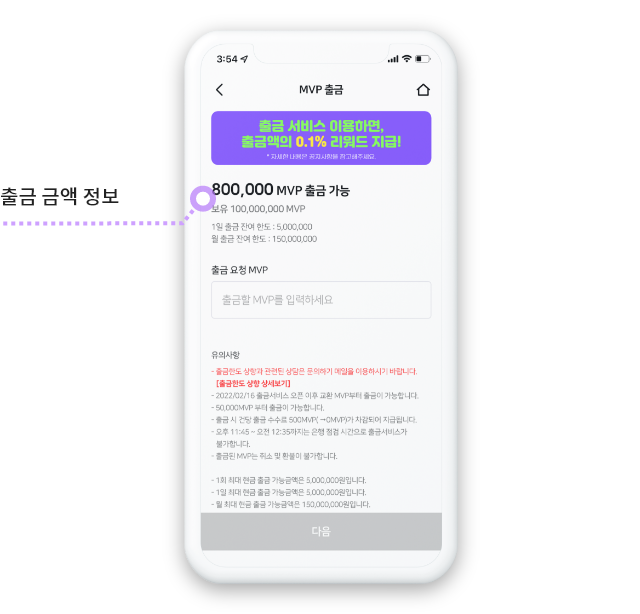 3:54
MVP 출금
출금 서비스 이용하면,
출금액의 0.1% 리워드 지급!
* 자세한 내용은 공지사항을 참고해주세요.
출금 금액 정보
800,000 MVP 출금 가능
보유 100,000,000 MVP
1일 출금 잔여 한도 : 5,000,000
월 출금 잔여 한도 : 150,000,000
출금 요청 MVP
출금할 MVP를 입력하세요
유의사항
- 출금한도 상향과 관련된 상담은 문의하기 메일을 이용하시기 바랍니다.
[출금한도 상향 상세보기]
- 2022/02/16 출금서비스 오픈 이후 교환 MVP부터 출금이 가능합니다.
- 50,000MVP 부터 출금이 가능합니다.
- 출금 시 건당 출금 수수료 500MVP( →0MVP)가 차감되어 지급됩니다.
- 오후 11:45 ~ 오전 12:35까지는 은행 점검 시간으로 출금서비스가
불가합니다.
- 출금된 MVP는 취소 및 환불이 불가합니다.
- 1회 최대 현금 출금 가능금액은 5,000,000원입니다.
- 1일 최대 현금 출금 가능금액은 5,000,000원입니다.
- 월 최대 현금 출금 가능금액은 150,000,000원입니다.
다음